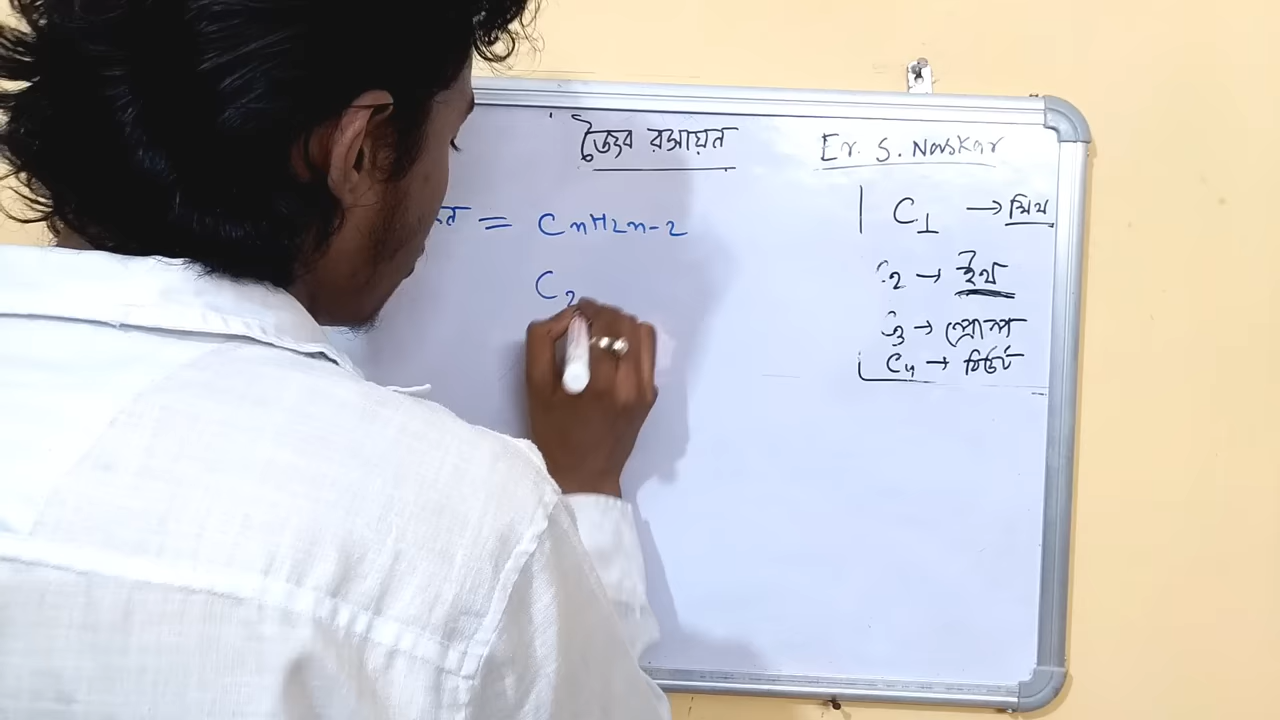 জৈব রসায়ন
Er. S. Naskar
= CnH2n-2
C2
C1 → মিথ
C2 → ইথ
C3 → প্রোপ
C4 → বিউট